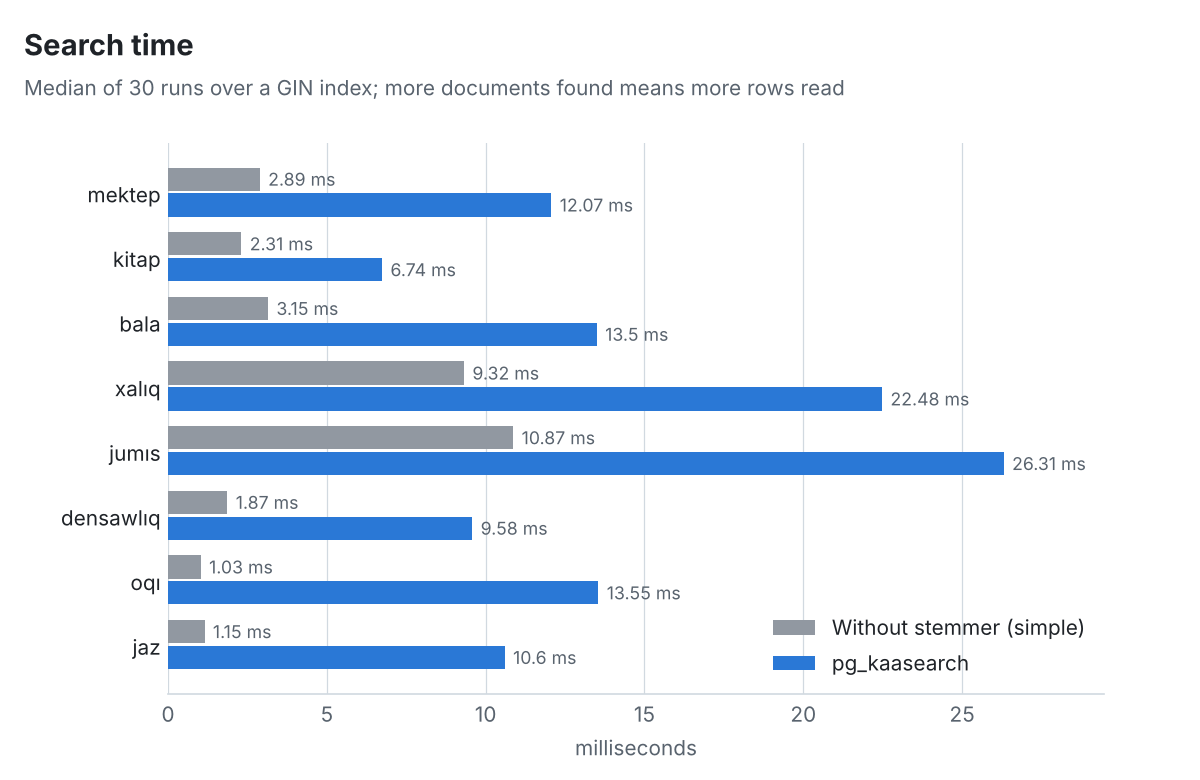 Search time
Median of 30 runs over a GIN index; more documents found means more rows read
mektep
2.89 ms
12.07 ms
kitap
2.31 ms
6.74 ms
bala
3.15 ms
13.5 ms
xalıq
9.32 ms
22.48 ms
jumıs
10.87 ms
26.31 ms
densawlıq
1.87 ms
9.58 ms
oqı
1.03 ms
13.55 ms
jaz
1.15 ms
10.6 ms
Without stemmer (simple)
pg_kaasearch
0 5 10 15 20 25
milliseconds